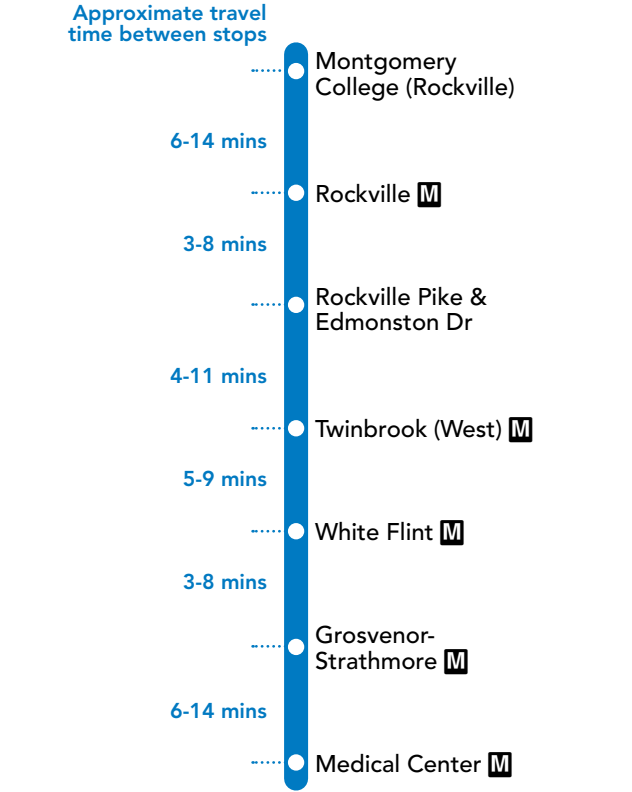 Approximate travel
time between stops
Montgomery
College (Rockville)
6-14 mins
Rockville M
3-8 mins
Rockville Pike &
Edmonston Dr
4-11 mins
Twinbrook (West) M
5-9 mins
White Flint M
3-8 mins
Grosvenor-
Strathmore M
6-14 mins
Medical Center M